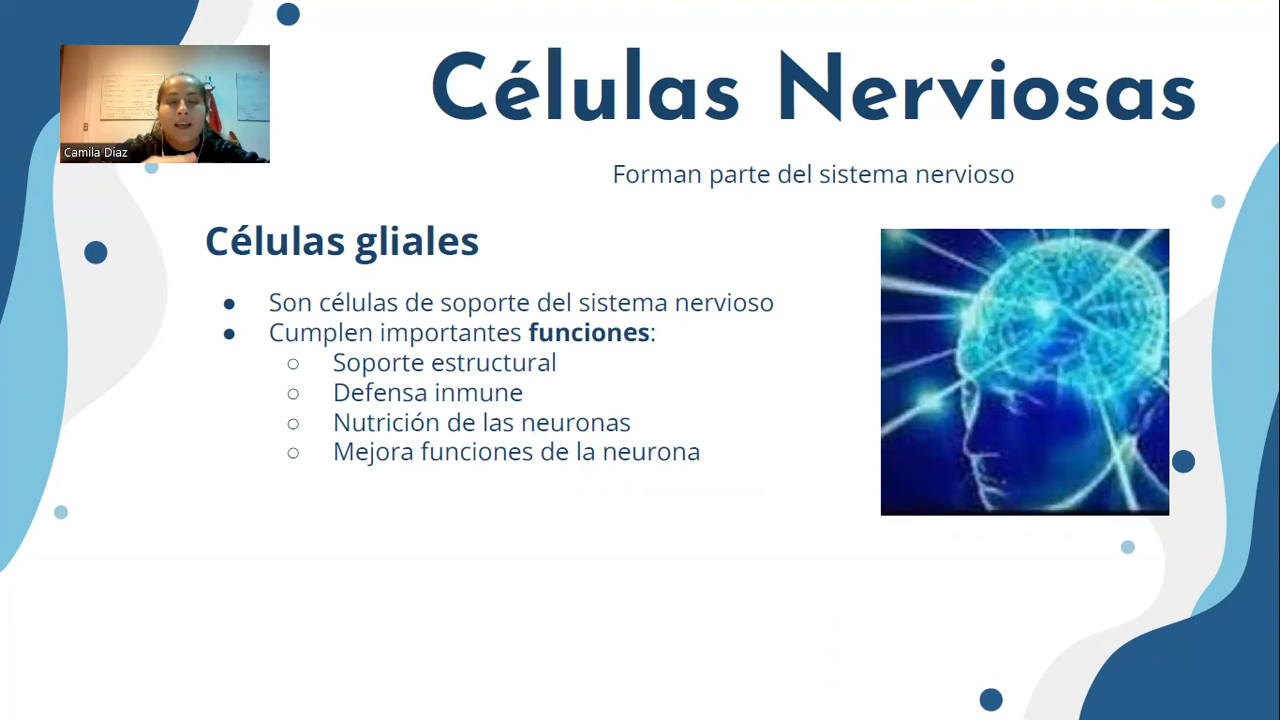 Células Nerviosas
Camila Diaz
Forman parte del sistema nervioso
Células gliales
● Son células de soporte del sistema nervioso
● Cumplen importantes funciones:
○ Soporte estructural
○ Defensa inmune
○ Nutrición de las neuronas
○ Mejora funciones de la neurona